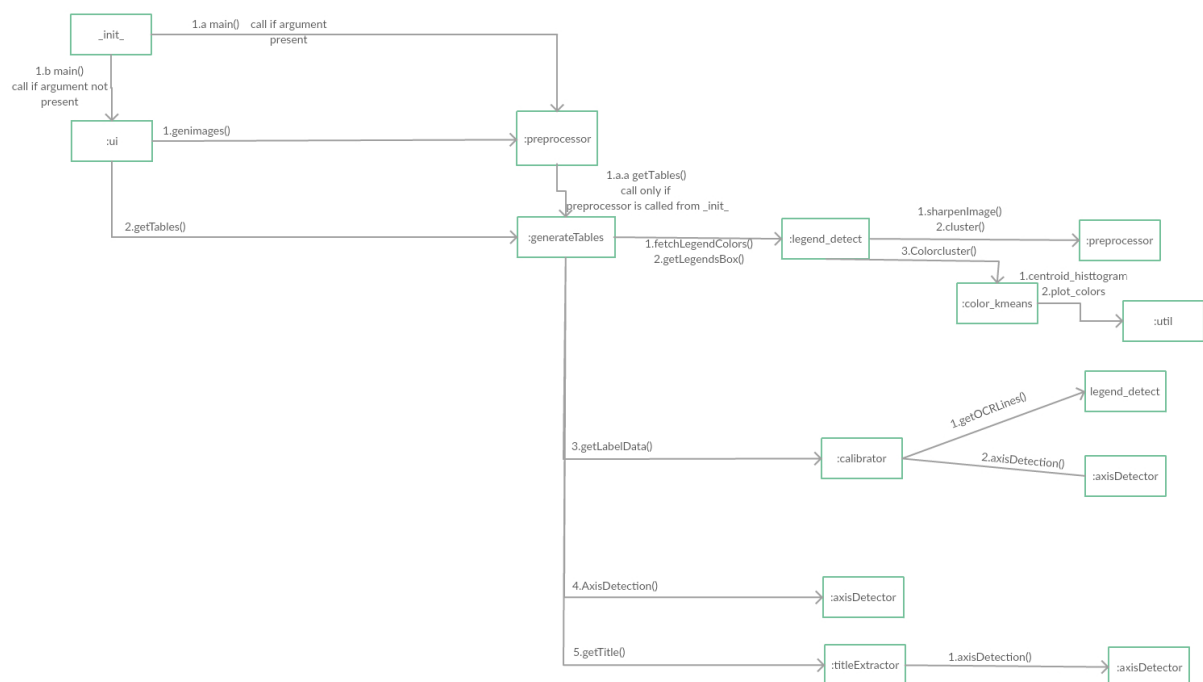 _init_
1.a main()    call if argument
present
1.b main()
call if argument not
present
:ui
1.genimages()
:preprocessor
1.a.a getTables()
call only if
preprocessor is called from _init_
2.getTables()
:generateTables
1.fetchLegendColors()
2.getLegendsBox()
:legend_detect
1.sharpenImage()
2.cluster()
:preprocessor
3.Colorcluster()
:color_kmeans
1.centroid_histtogram
2.plot_colors
:util
3.getLabelData()
:calibrator
1.getOCRLines()
legend_detect
2.axisDetection()
:axisDetector
4.AxisDetection()
:axisDetector
5.getTitle()
:titleExtractor
1.axisDetection()
:axisDetector